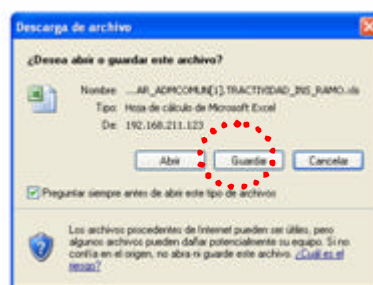 Descarga de archivo
¿Desea abrir o guardar este archivo?
Nombre: ...AR_ADMCOMUN[1].TRACTIVIDAD_INS_RAMO.xls
Tipo: Hoja de cálculo de Microsoft Excel
De: 192.168.211.123
Abrir Guardar Cancelar
Preguntar siempre antes de abrir este tipo de archivos
Los archivos procedentes de Internet pueden ser útiles, pero
algunos archivos pueden dañar potencialmente su equipo. Si no
confía en el origen, no abra ni guarde este archivo. ¿Cuál es el
riesgo?